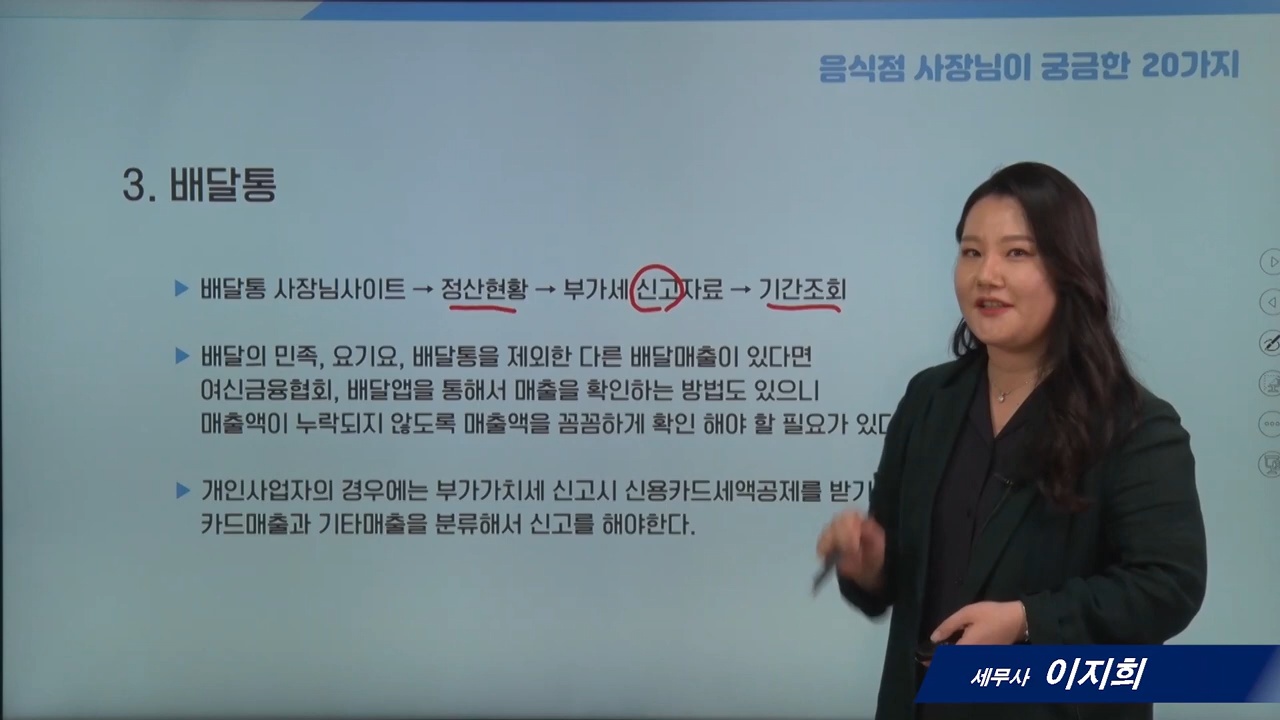 음식점 사장님이 궁금한 20가지
3. 배달통
▶ 배달통 사장님사이트 → 정산현황 → 부가세 신고자료 → 기간조회
▶ 배달의 민족, 요기요, 배달통을 제외한 다른 배달매출이 있다면
여신금융협회, 배달앱을 통해서 매출을 확인하는 방법도 있으니
매출액이 누락되지 않도록 매출액을 꼼꼼하게 확인 해야 할 필요가
▶ 개인사업자의 경우에는 부가가치세 신고시 신용카드세액공제를
카드매출과 기타매출을 분류해서 신고를 해야한다.
세무사 이지희